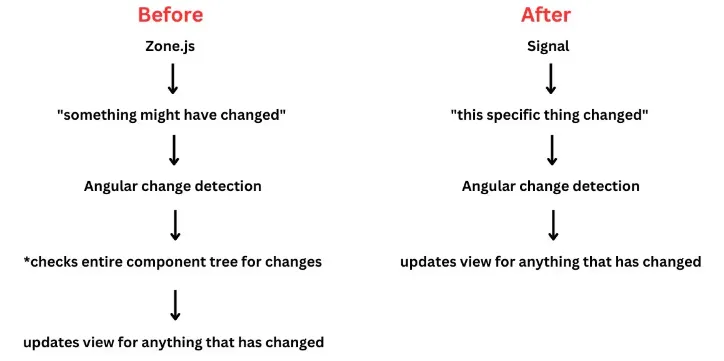 Before
Zone.js
"something might have changed"
Angular change detection
*checks entire component tree for changes
updates view for anything that has changed
After
Signal
"this specific thing changed"
Angular change detection
updates view for anything that has changed